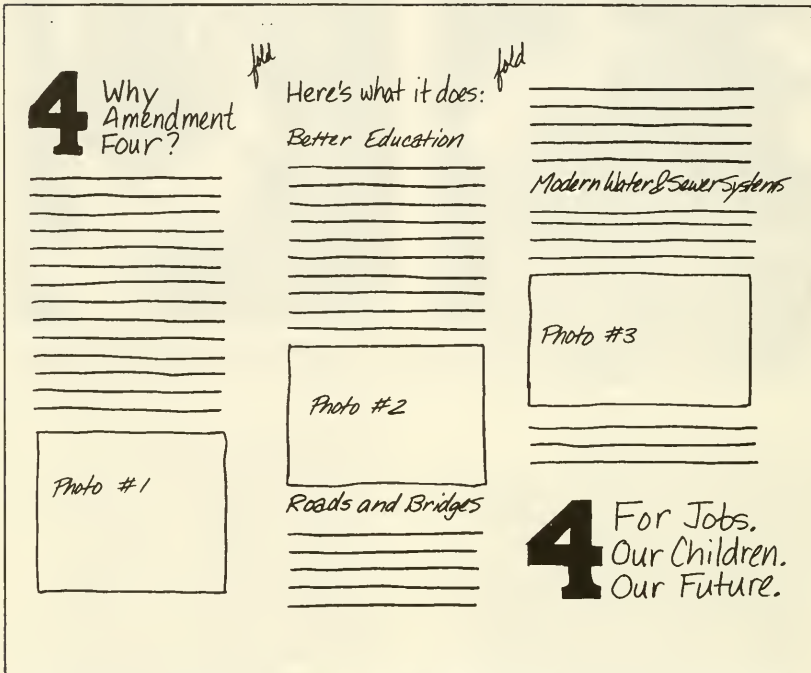 4 Why
Amendment
Four?
Photo #1
fold
Here's what it does:
Better Education
Photo #2
Roads and Bridges
fold
Modern Water & Sewer Systems
Photo #3
4 For Jobs.
Our Children.
Our Future.